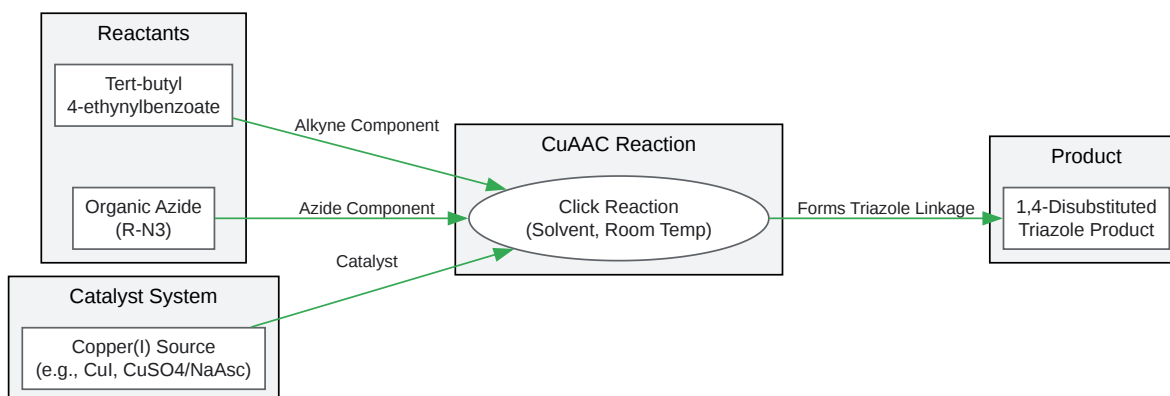 Reactants
Tert-butyl
4-ethynylbenzoate
Alkyne Component
CuAAC Reaction
Product
Organic Azide
(R-N3)
Azide Component
Click Reaction
(Solvent, Room Temp)
Forms Triazole Linkage
1,4-Disubstituted
Triazole Product
Catalyst
Catalyst System
Copper(I) Source
(e.g., CuI, CuSO4/NaAsc)